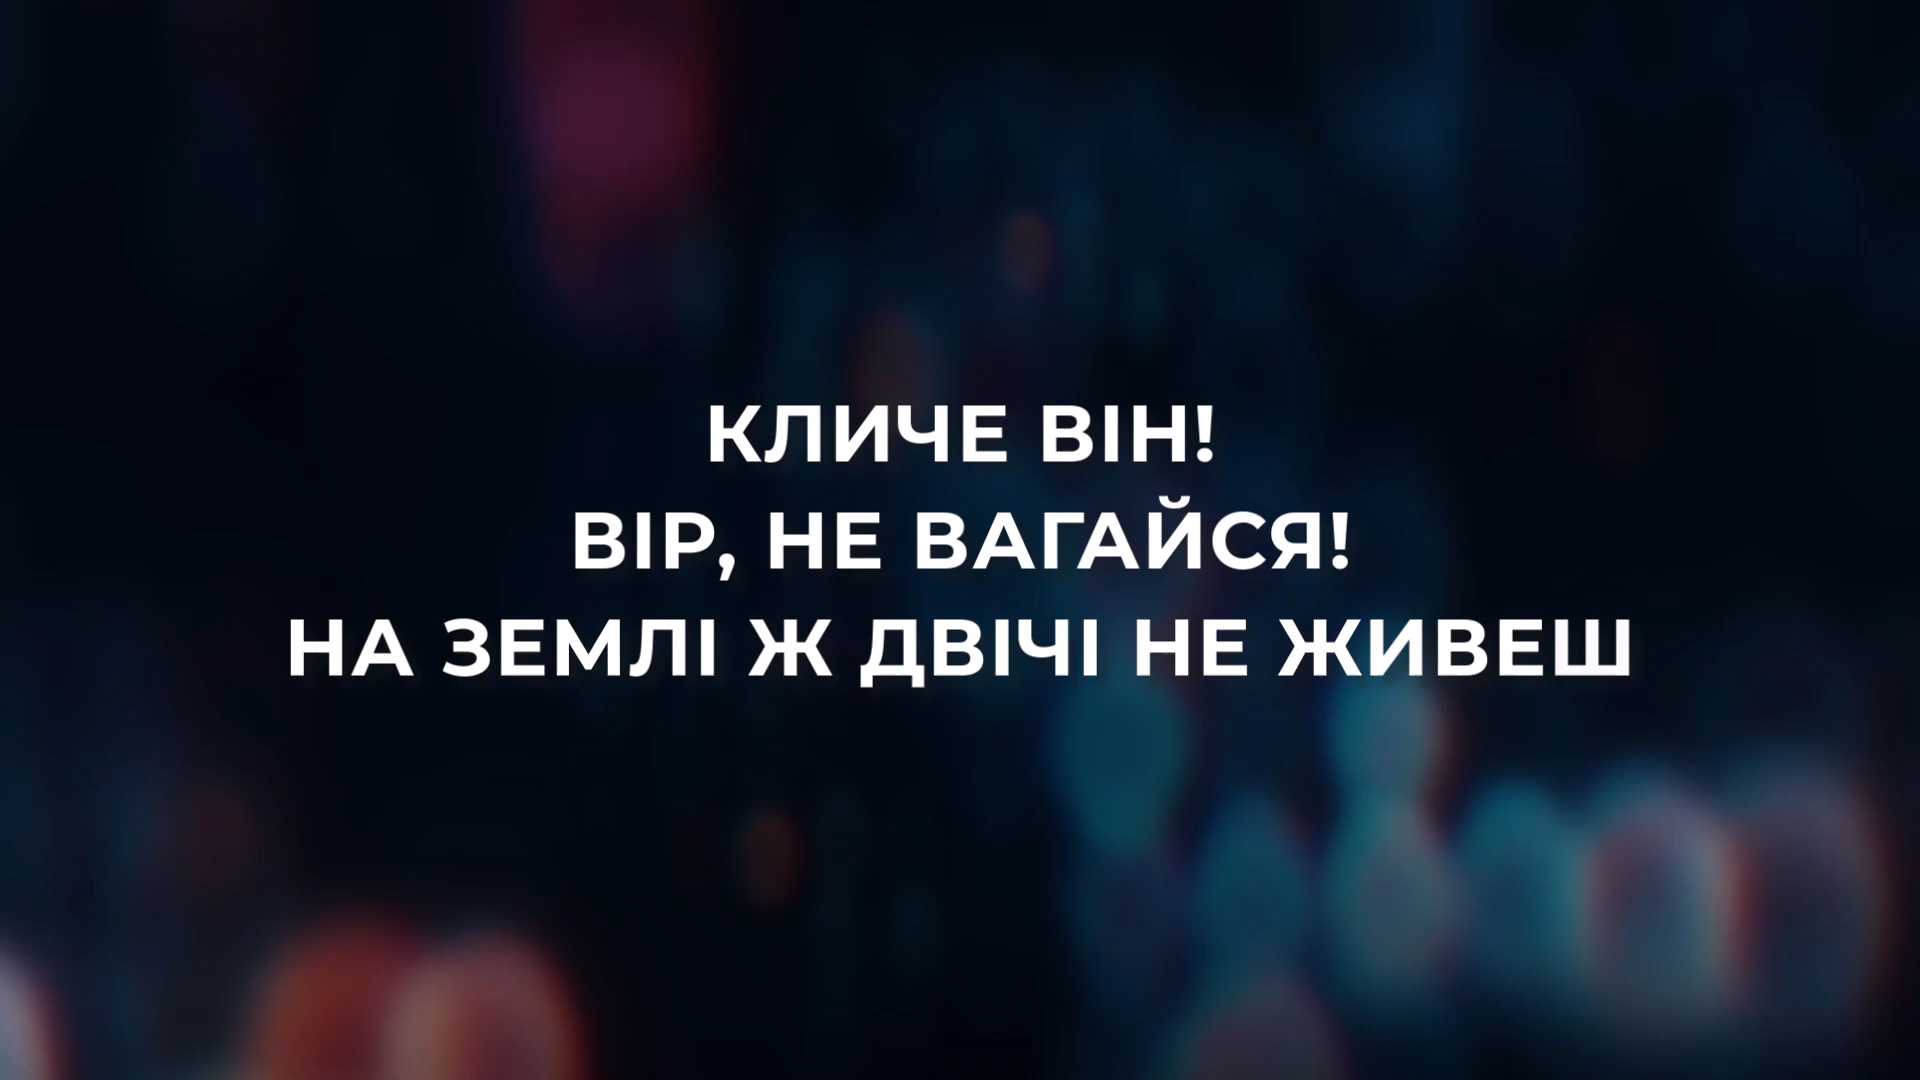 КЛИЧЕ ВІН!
ВІР, НЕ ВАГАЙСЯ!
НА ЗЕМЛІ Ж ДВІЧІ НЕ ЖИВЕШ